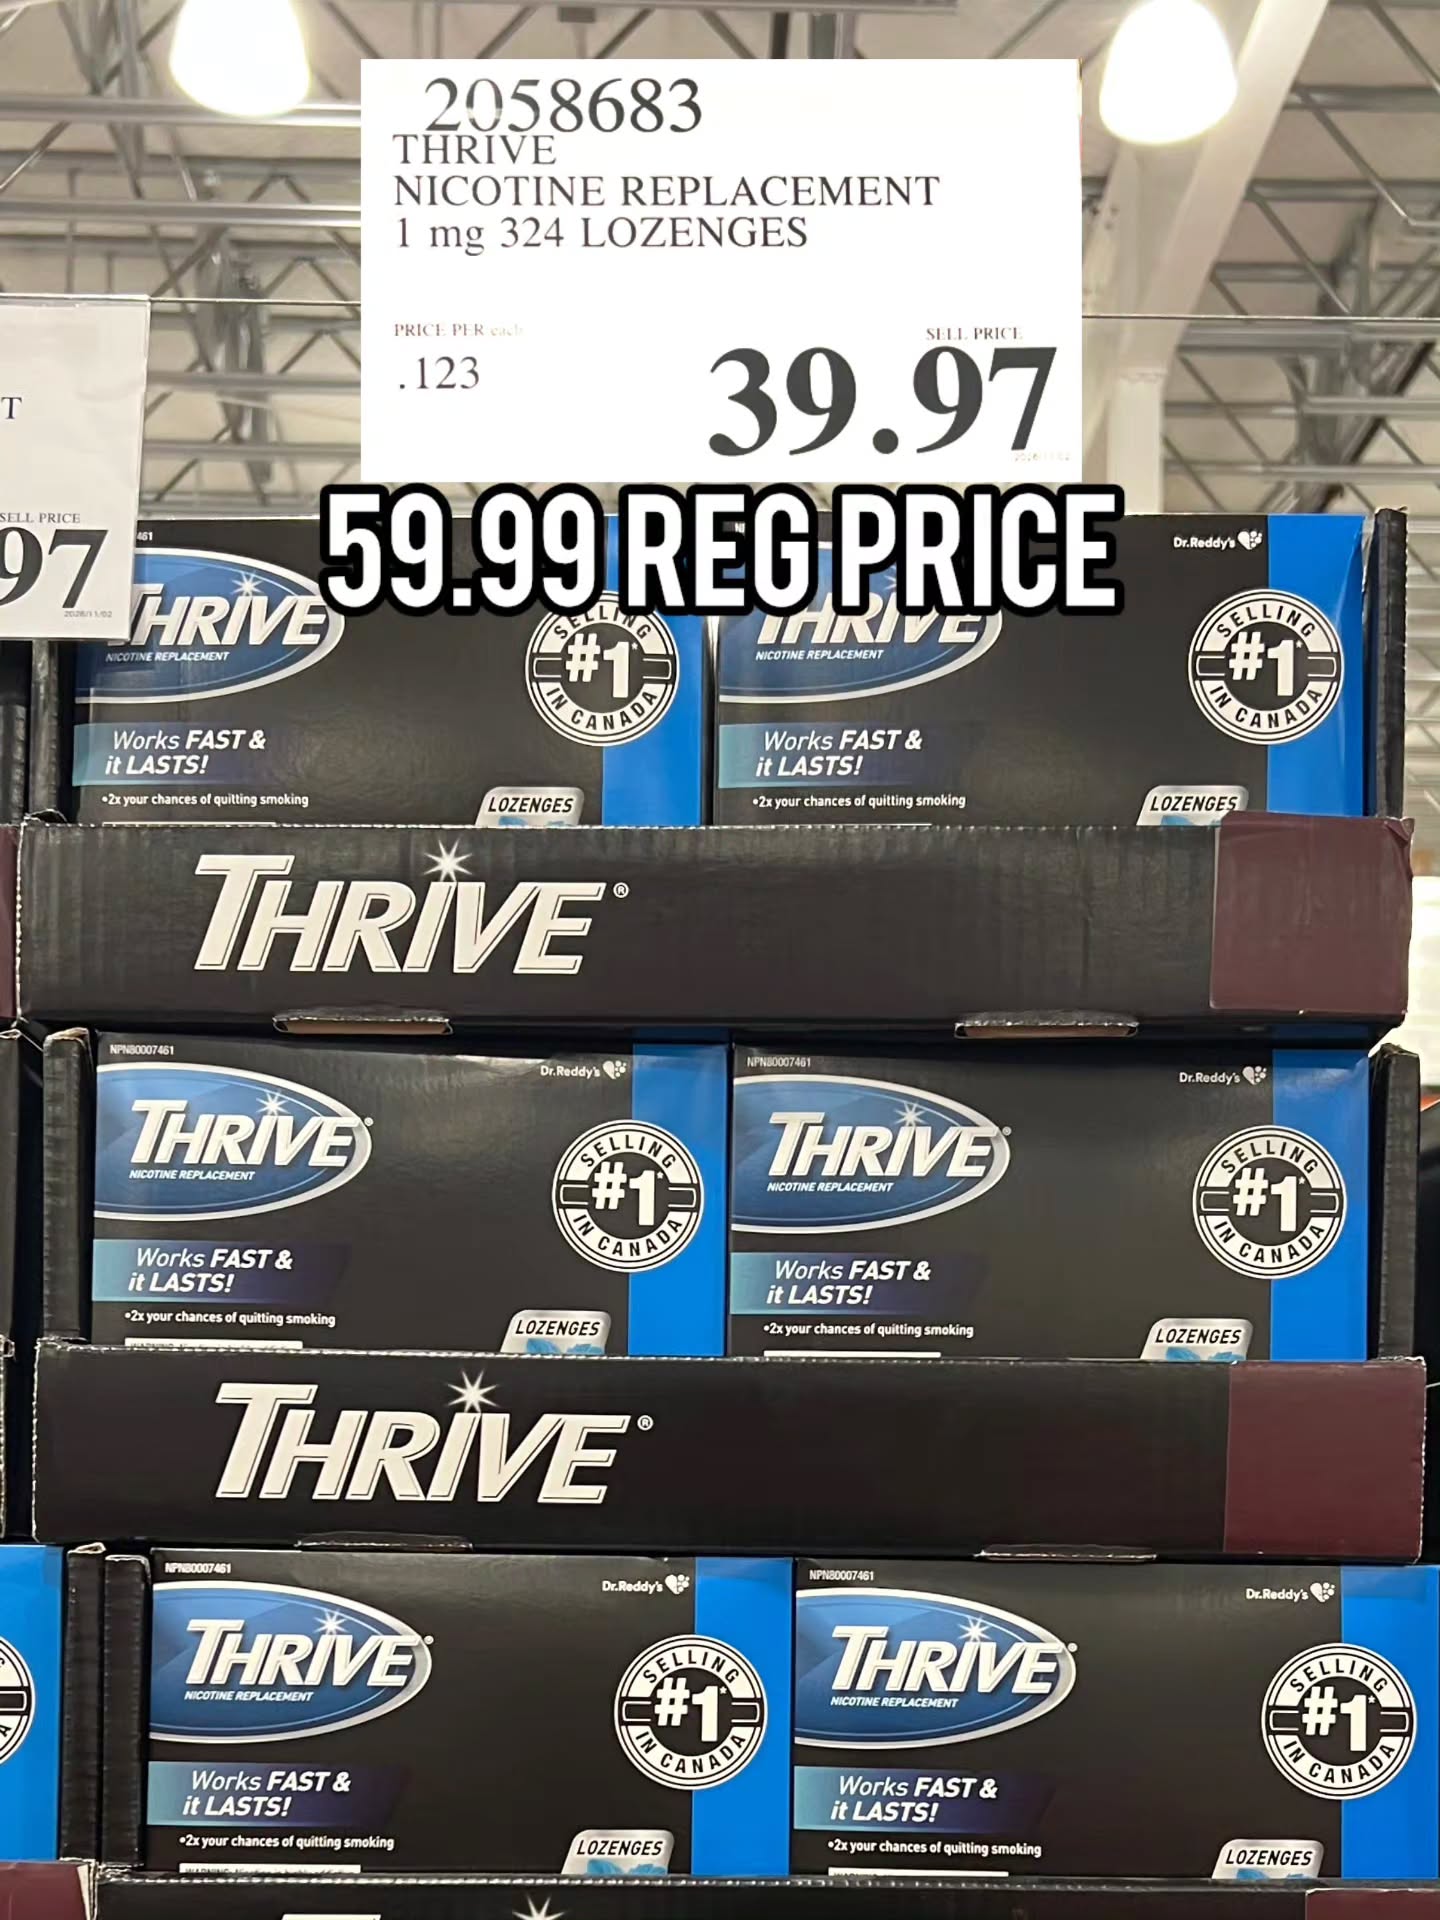 2058683
THRIVE
NICOTINE REPLACEMENT
1 mg 324 LOZENGES
PRICE PER each
.123
SELL PRICE
39.97
T
SELL PRICE
97
2026/11/02
59.99 REG PRICE
461
THRIVE
NICOTINE REPLACEMENT
SELLING
#1*
IN CANADA
Works FAST &
it LASTS!
•2x your chances of quitting smoking
LOZENGES
Dr.Reddy's
THRIVE
NICOTINE REPLACEMENT
SELLING
#1*
IN CANADA
Works FAST &
it LASTS!
•2x your chances of quitting smoking
LOZENGES
THRIVE®
NPN80007461
Dr.Reddy's
THRIVE
NICOTINE REPLACEMENT
SELLING
#1*
IN CANADA
Works FAST &
it LASTS!
•2x your chances of quitting smoking
LOZENGES
NPN80007461
Dr.Reddy's
THRIVE
NICOTINE REPLACEMENT
SELLING
#1*
IN CANADA
Works FAST &
it LASTS!
•2x your chances of quitting smoking
LOZENGES
THRIVE®
NPN80007461
Dr.Reddy's
THRIVE
NICOTINE REPLACEMENT
SELLING
#1*
IN CANADA
Works FAST &
it LASTS!
•2x your chances of quitting smoking
LOZENGES
NPN80007461
Dr.Reddy's
THRIVE
NICOTINE REPLACEMENT
SELLING
#1*
IN CANADA
Works FAST &
it LASTS!
•2x your chances of quitting smoking
LOZENGES